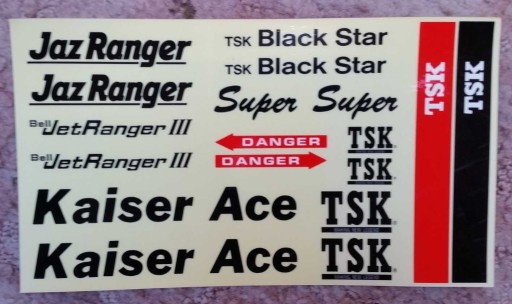 Jaz Ranger
Jaz Ranger
Bell JetRanger III
Bell JetRanger III
Kaiser Ace
Kaiser Ace
TSK Black Star
TSK Black Star
Super Super
DANGER
DANGER
TSK
TSK
TSK
TSK
TSK
TSK